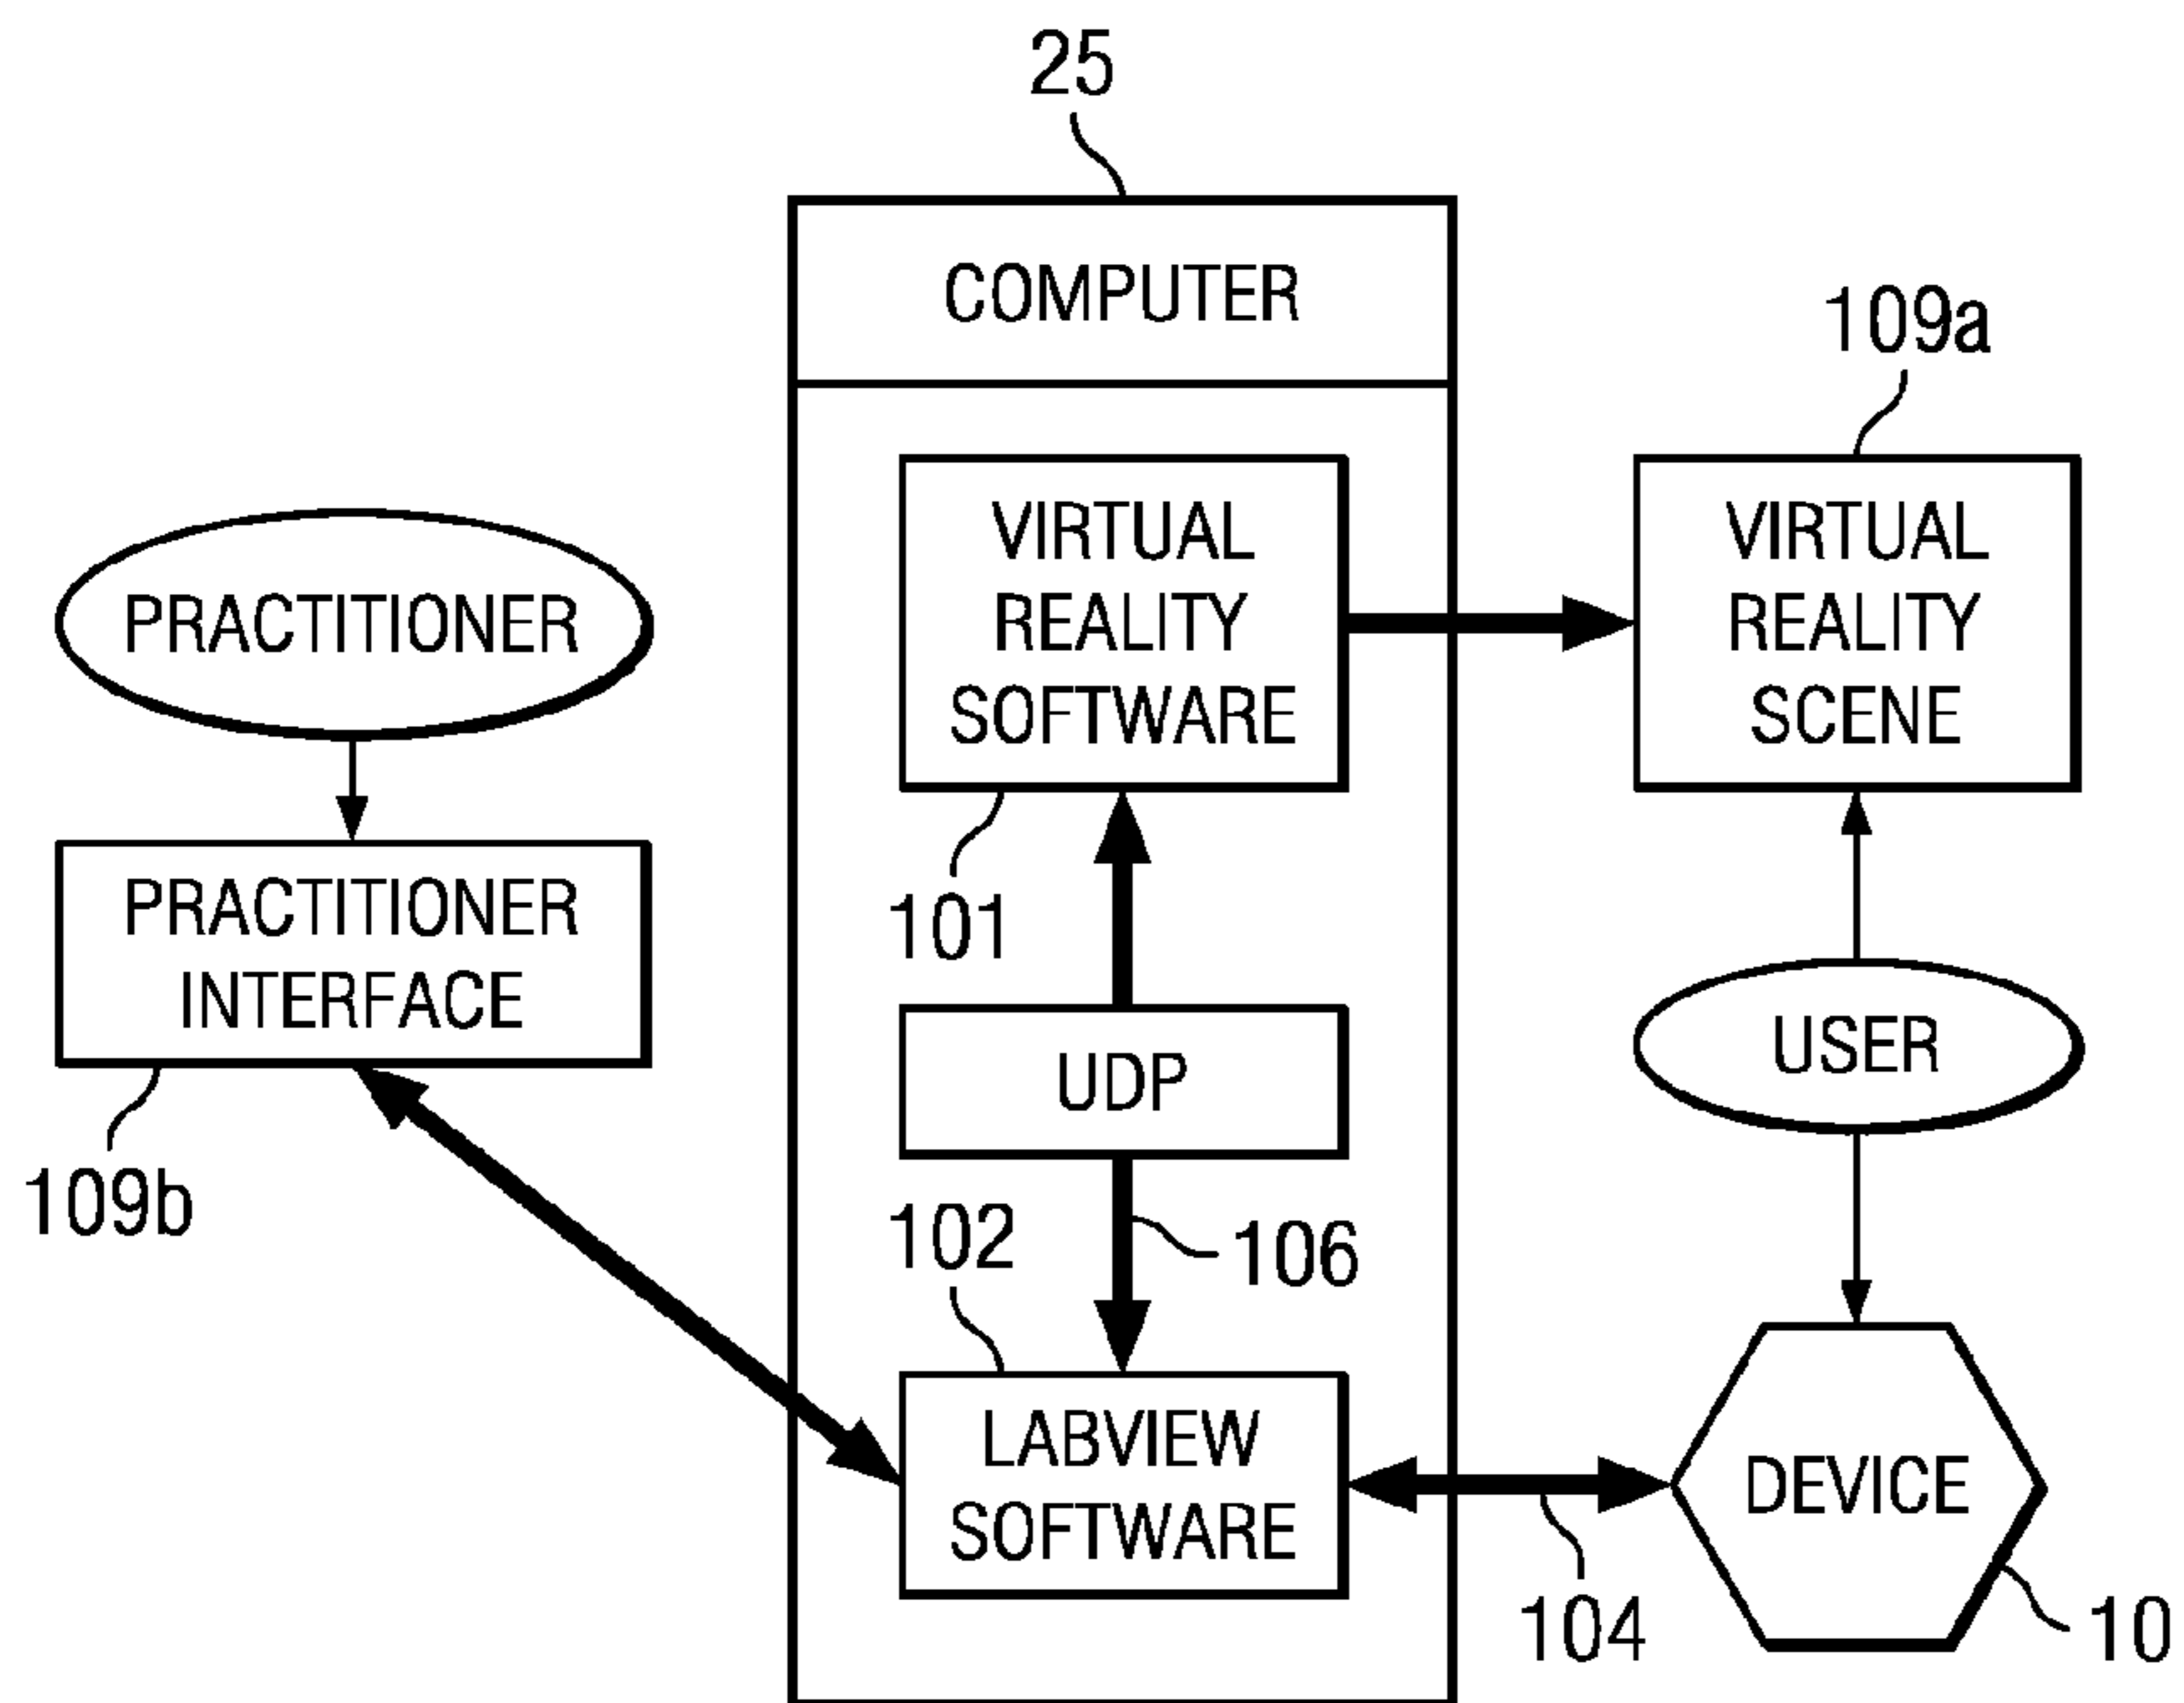 25
COMPUTER
109a
VIRTUAL
REALITY
SOFTWARE
VIRTUAL
REALITY
SCENE
PRACTITIONER
PRACTITIONER
INTERFACE
101
UDP
USER
109b
102
106
LABVIEW
SOFTWARE
DEVICE
104
10